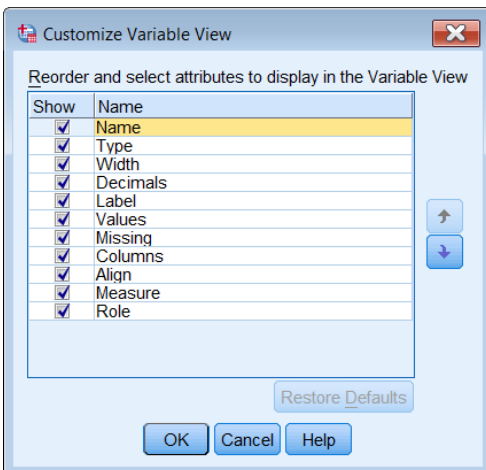 Customize Variable View
Reorder and select attributes to display in the Variable View
Show Name
Name
Type
Width
Decimals
Label
Values
Missing
Columns
Align
Measure
Role
Restore Defaults
OK Cancel Help